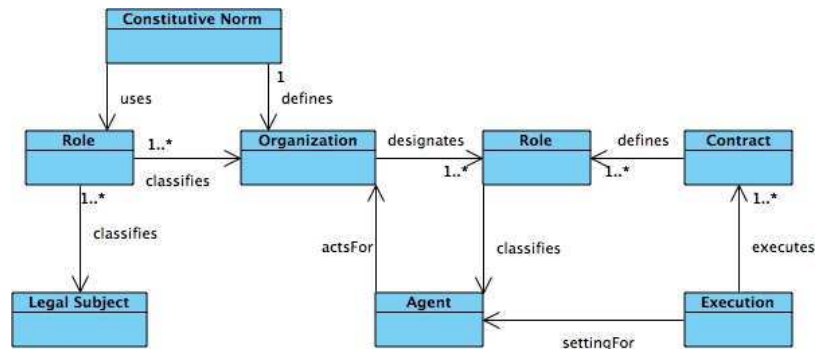 Constitutive Norm
1
uses
defines
Role
1..*
Organization
designates
Role
defines
Contract
classifies
1..*
1..*
1..*
1..*
classifies
actsFor
classifies
executes
Legal Subject
Agent
Execution
settingFor